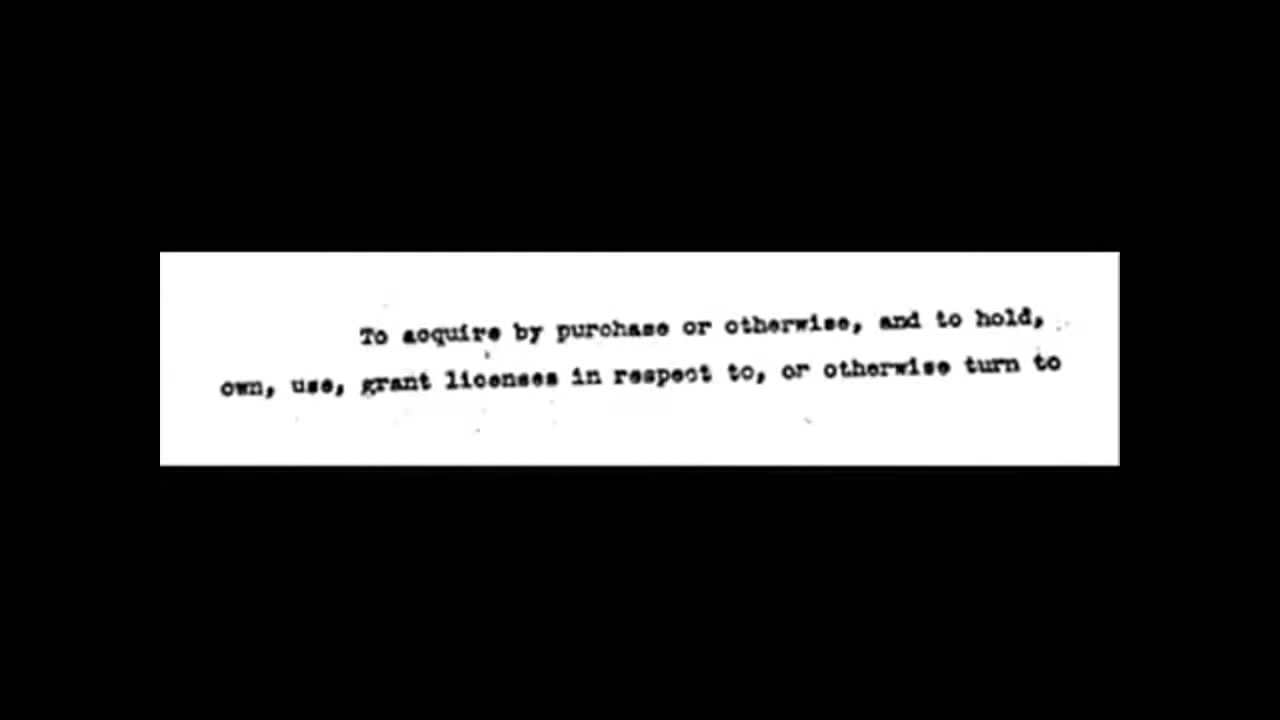 To acquire by purchase or otherwise, and to hold,
own, use, grant licenses in respect to, or otherwise turn to